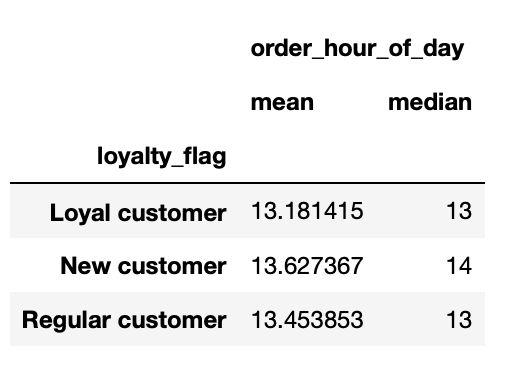 order_hour_of_day
mean median
loyalty_flag
Loyal customer 13.181415 13
New customer 13.627367 14
Regular customer 13.453853 13